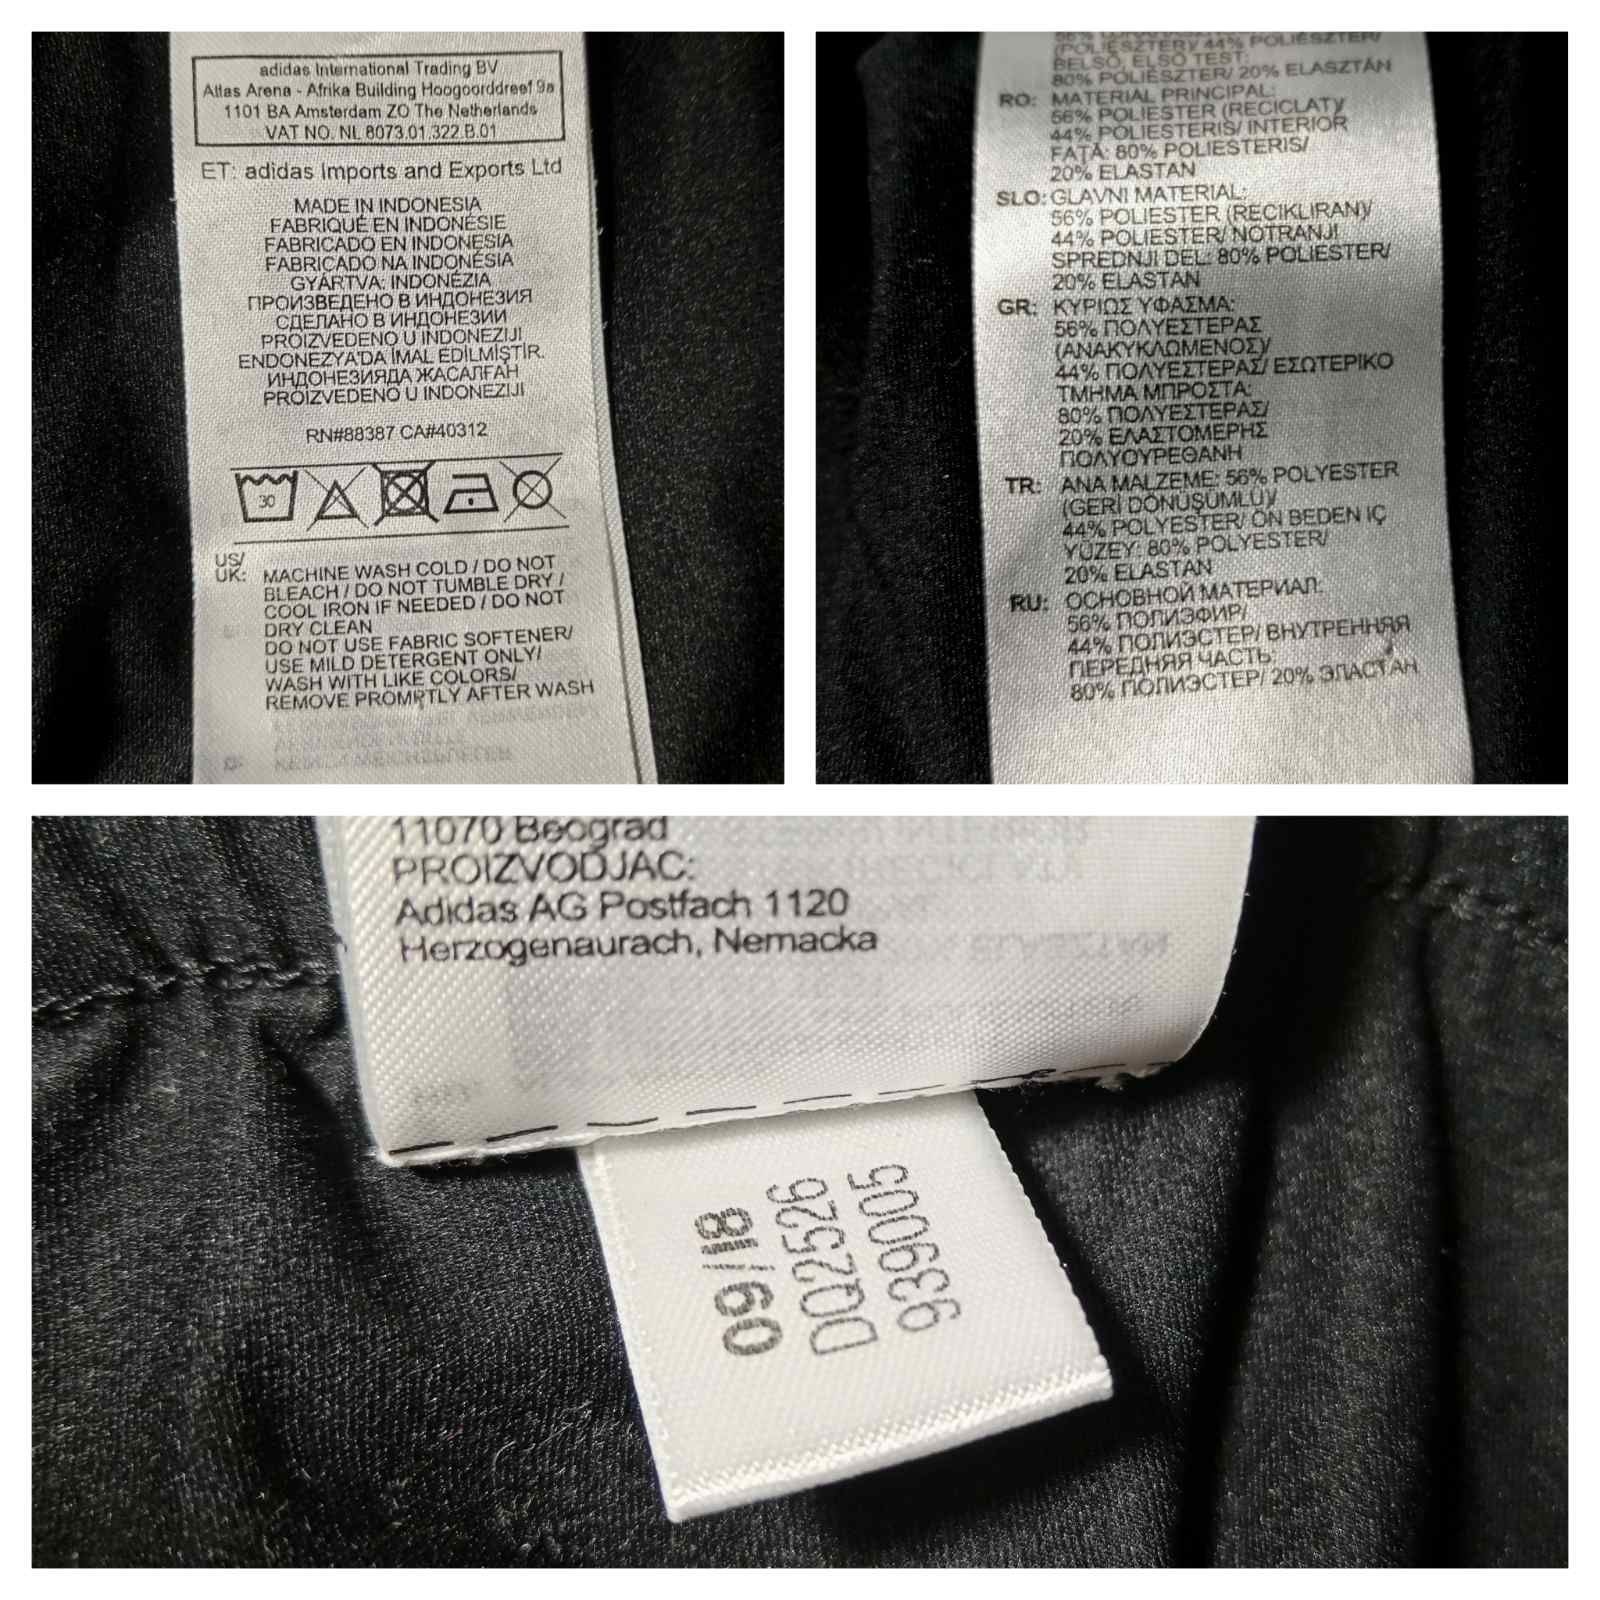 adidas International Trading BV
Atlas Arena - Afrika Building Hoogoorddreef 9a
1101 BA Amsterdam ZO The Netherlands
VAT NO. NL 8073.01.322.B.01
ET: adidas Imports and Exports Ltd
MADE IN INDONESIA
FABRIQUÉ EN INDONÉSIE
FABRICADO EN INDONESIA
FABRICADO NA INDONÉSIA
GYÁRTVA: INDONÉZIA
ПРОИЗВЕДЕНО В ИНДОНЕЗИЯ
СДЕЛАНО В ИНДОНЕЗИИ
PROIZVEDENO U INDONEZIJI
ENDONEZYA'DA İMAL EDİLMİŞTİR.
ИНДОНЕЗИЯДА ЖАСАЛҒАН
PROIZVEDENO U INDONEZIJI
RN#88387 CA#40312
30
US/
UK: MACHINE WASH COLD / DO NOT
BLEACH / DO NOT TUMBLE DRY /
COOL IRON IF NEEDED / DO NOT
DRY CLEAN
DO NOT USE FABRIC SOFTENER/
USE MILD DETERGENT ONLY/
WASH WITH LIKE COLORS/
REMOVE PROMPTLY AFTER WASH
(POLIÉSZTER)/ 44% POLIÉSZTER/
BELSŐ, ELSŐ TEST:
80% POLIÉSZTER/ 20% ELASZTÁN
RO: MATERIAL PRINCIPAL:
56% POLIESTER (RECICLAT)/
44% POLIESTERIS/ INTERIOR
FAŢĂ: 80% POLIESTERIS/
20% ELASTAN
SLO: GLAVNI MATERIAL:
56% POLIESTER (RECIKLIRAN)/
44% POLIESTER/ NOTRANJI
SPREDNJI DEL: 80% POLIESTER/
20% ELASTAN
GR: ΚΥΡΙΩΣ ΥΦΑΣΜΑ:
56% ΠΟΛΥΕΣΤΕΡΑΣ
(ΑΝΑΚΥΚΛΩΜΕΝΟΣ)/
44% ΠΟΛΥΕΣΤΕΡΑΣ/ ΕΣΩΤΕΡΙΚΟ
ΤΜΗΜΑ ΜΠΡΟΣΤΑ:
80% ΠΟΛΥΕΣΤΕΡΑΣ/
20% ΕΛΑΣΤΟΜΕΡΗΣ
ΠΟΛΥΟΥΡΕΘΑΝΗ
TR: ANA MALZEME: 56% POLYESTER
(GERİ DÖNÜŞÜMLÜ)/
44% POLYESTER/ ÖN BEDEN İÇ
YÜZEY: 80% POLYESTER/
20% ELASTAN
RU: ОСНОВНОЙ МАТЕРИАЛ:
56% ПОЛИЭФИР/
44% ПОЛИЭСТЕР/ ВНУТРЕННЯЯ
ПЕРЕДНЯЯ ЧАСТЬ:
80% ПОЛИЭСТЕР/ 20% ЭЛАСТАН
11070 Beograd
PROIZVODJAC:
Adidas AG Postfach 1120
Herzogenaurach, Nemacka
09/18
DQ2526
939005